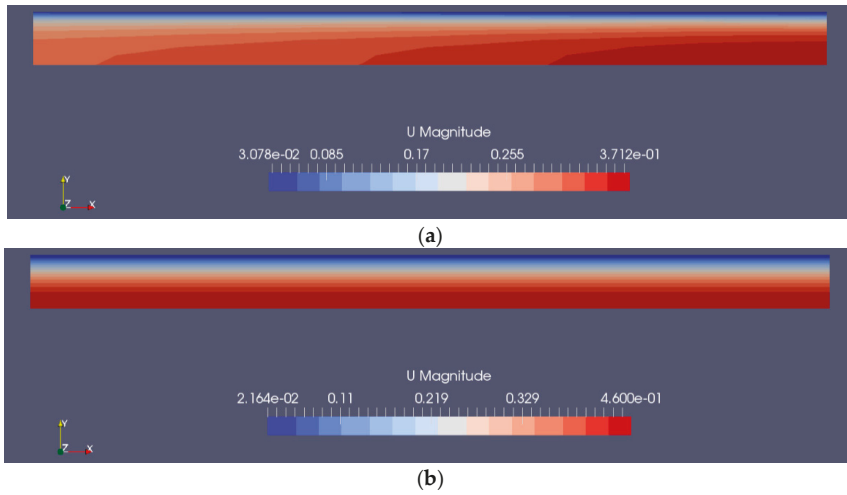 U Magnitude
3.078e-02 0.085 0.17 0.255 3.712e-01
Y
Z X
(a)
U Magnitude
2.164e-02 0.11 0.219 0.329 4.600e-01
Y
Z X
(b)